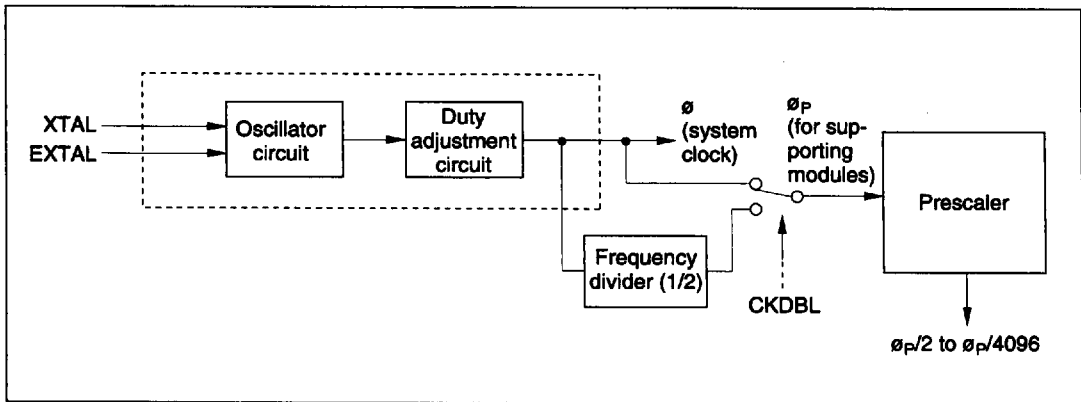 XTAL
EXTAL
Oscillator
circuit
Duty
adjustment
circuit
ø
(system
clock)
øP
(for sup-
porting
modules)
Prescaler
Frequency
divider (1/2)
CKDBL
øP/2 to øP/4096